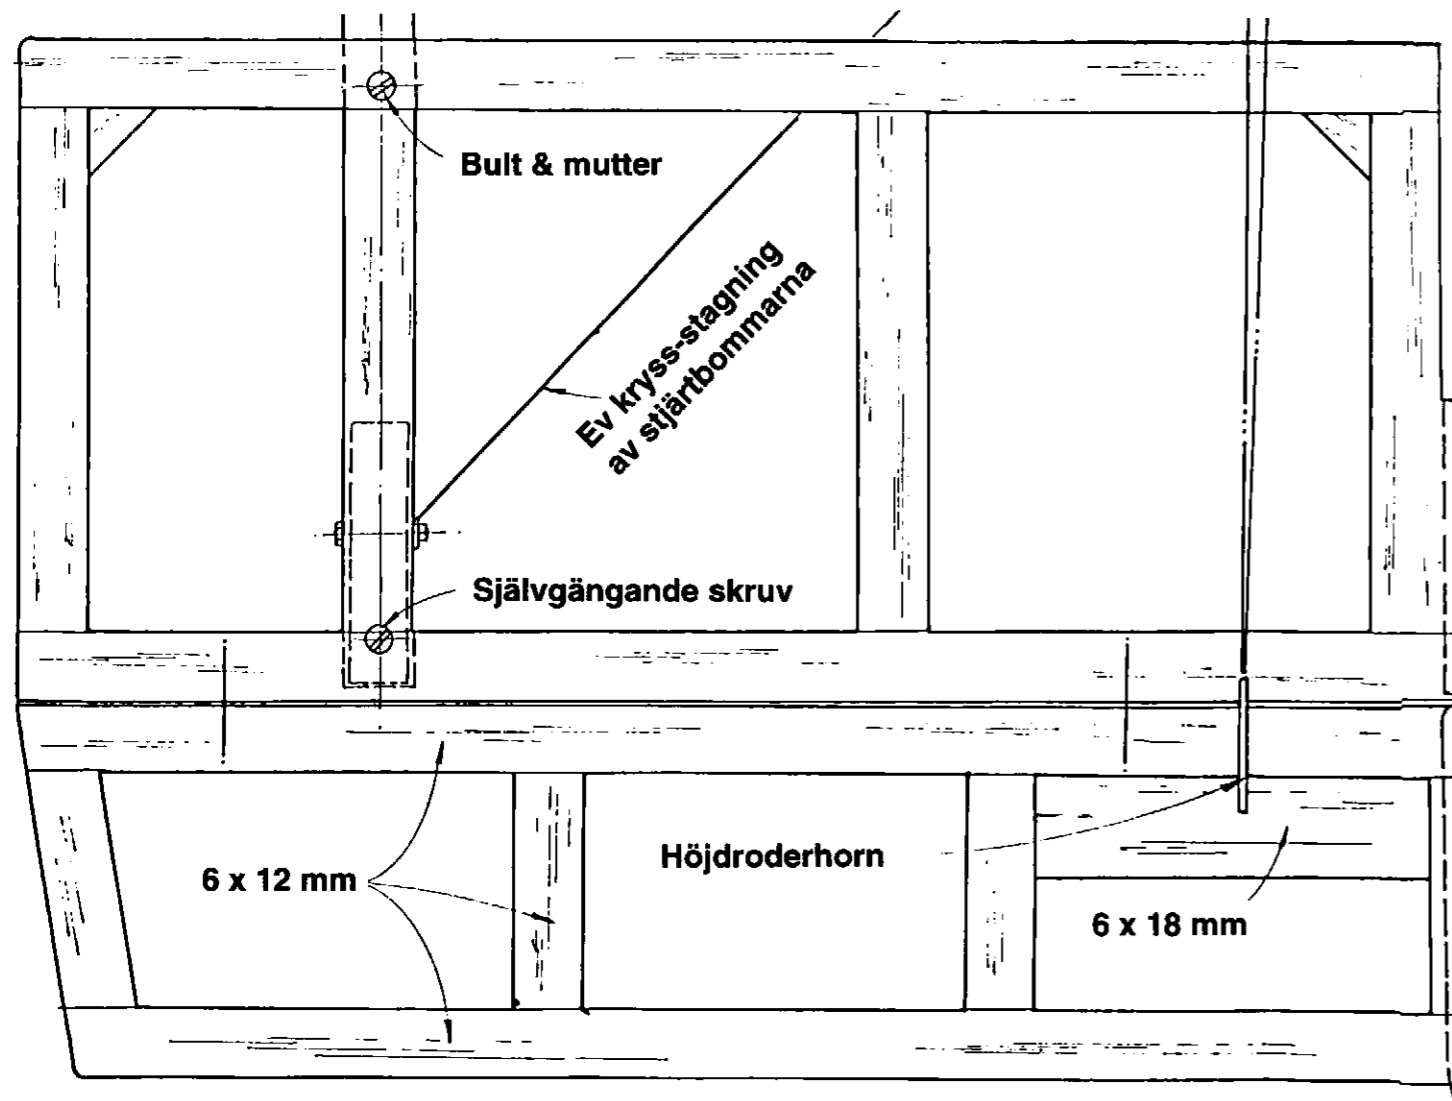 Bult & mutter
Ev kryss-stagning
av stjärtbommarna
Självgängande skruv
6 x 12 mm
Höjdroderhorn
6 x 18 mm